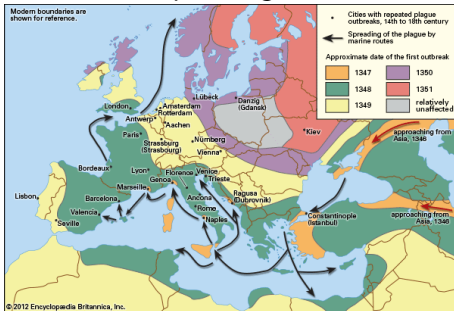 Modern boundaries are
shown for reference.
Cities with repeated plague
outbreaks, 14th to 18th century
Spreading of the plague by
marine routes
Approximate date of the first outbreak
1347
1350
1348
1351
1349
relatively
unaffected
Lübeck
Danzig
(Gdańsk)
London
Amsterdam
Rotterdam
Antwerp
Aachen
Kiev
Paris
Strassburg
(Strasbourg)
Nürnberg
Vienna
approaching from
Asia, 1346
Bordeaux
Lyon
Florence
Venice
Trieste
Genoa
Marseille
Ragusa
(Dubrovnik)
Lisbon
Barcelona
Ancona
Rome
Constantinople
(Istanbul)
approaching from
Asia, 1346
Valencia
Naples
Seville
© 2012 Encyclopædia Britannica, Inc.